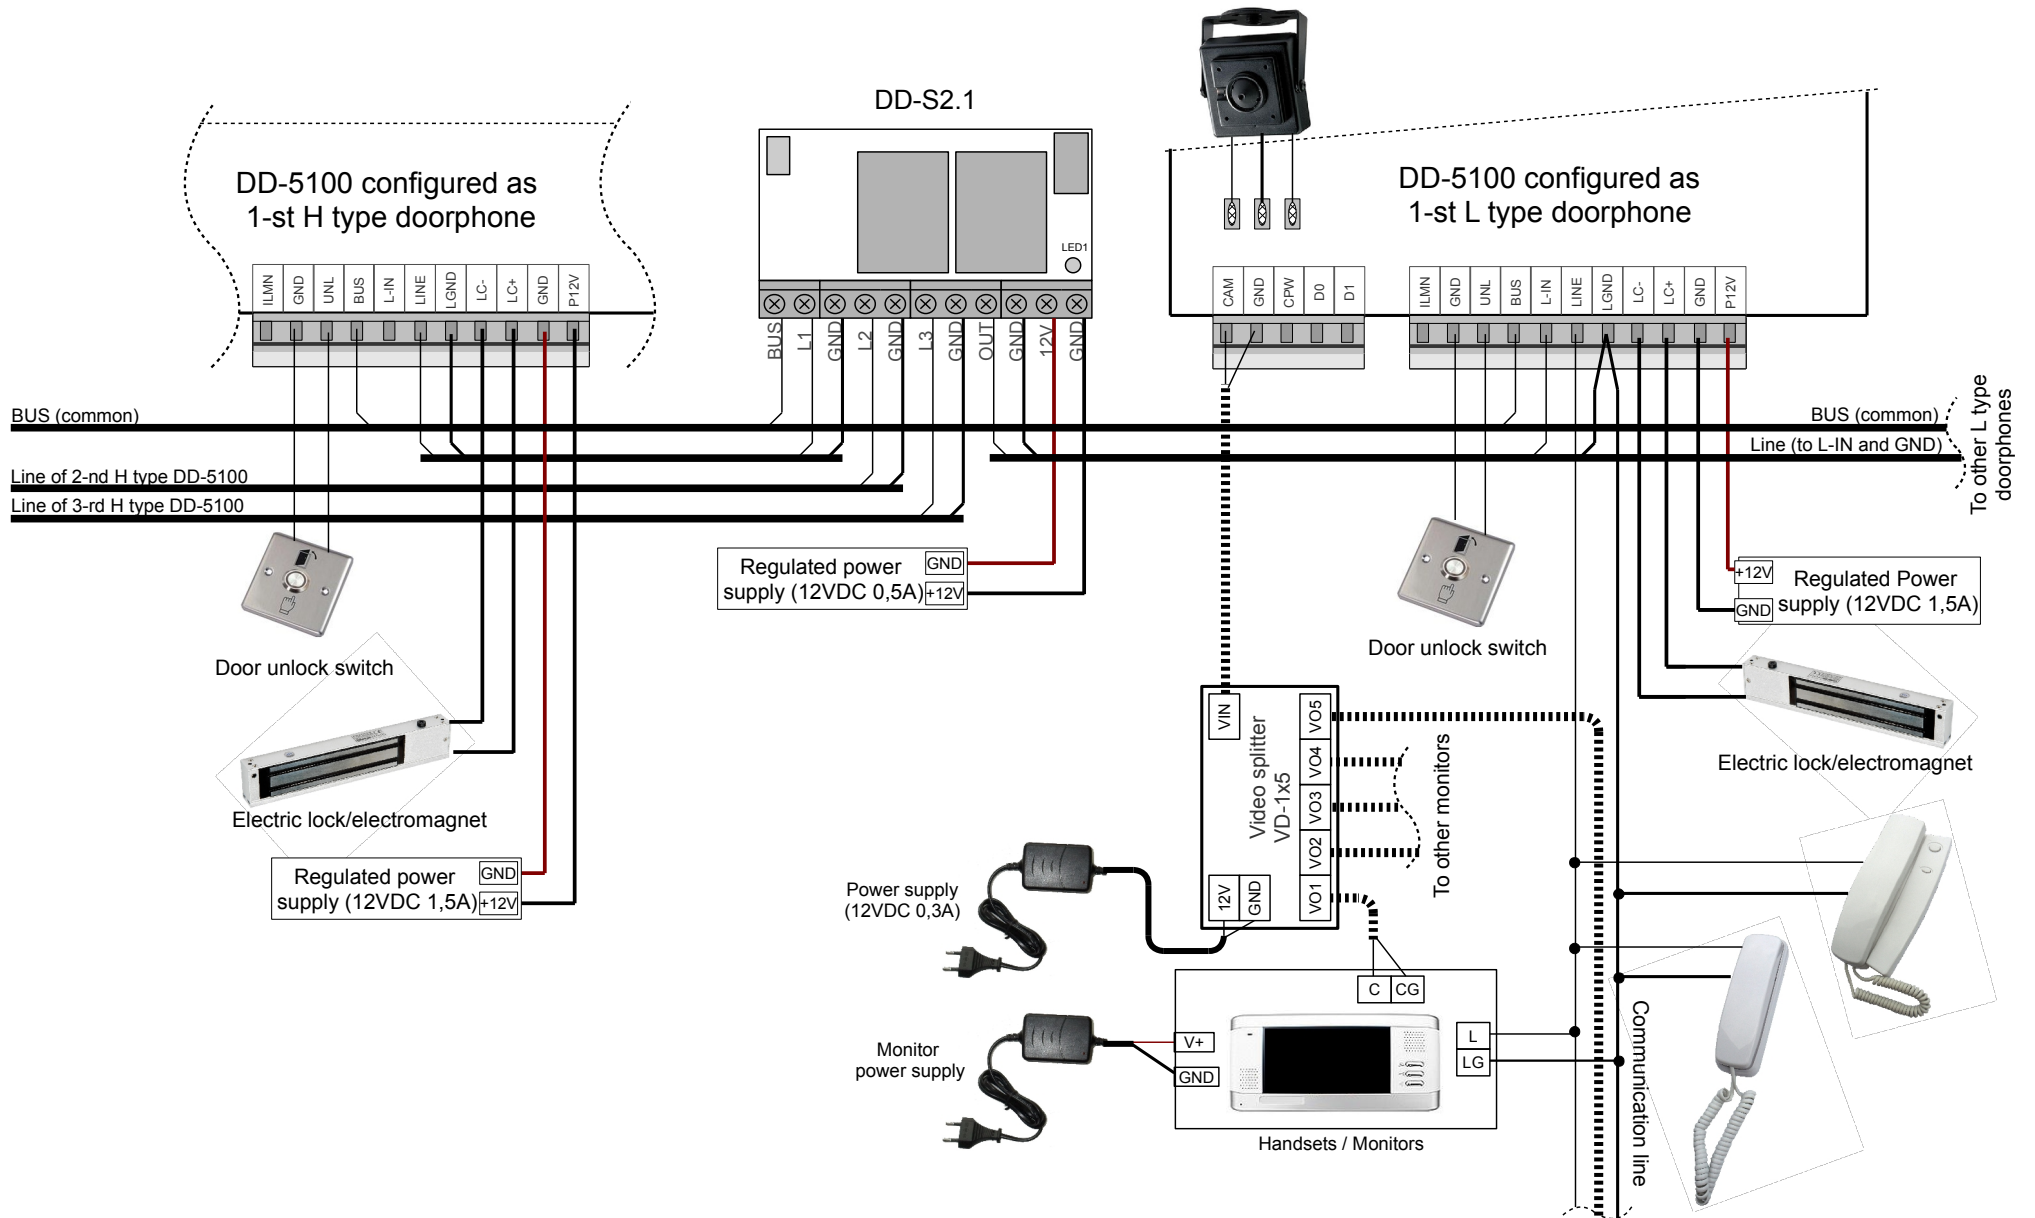 DD-S2.1
DD-5100 configured as
1-st H type doorphone
DD-5100 configured as
1-st L type doorphone
LED1
ILMN
GND
UNL
BUS
L-IN
LINE
LGND
LC-
LC+
GND
P12V
BUS
L1
GND
L2
GND
L3
GND
OUT
GND
12V
GND
CAM
GND
CPW
D0
D1
ILMN
GND
UNL
BUS
L-IN
LINE
LGND
LC-
LC+
GND
P12V
BUS (common)
BUS (common)
Line (to L-IN and GND)
To other L type
doorphones
Line of 2-nd H type DD-5100
Line of 3-rd H type DD-5100
Regulated power
supply (12VDC 0,5A)
GND
+12V
+12V
GND
Regulated Power
supply (12VDC 1,5A)
Door unlock switch
Door unlock switch
Electric lock/electromagnet
Electric lock/electromagnet
Regulated power
supply (12VDC 1,5A)
GND
+12V
VIN
Video splitter
VD-1x5
VO5
VO4
VO3
VO2
VO1
12V
GND
To other monitors
Power supply
(12VDC 0,3A)
C
CG
Monitor
power supply
V+
GND
L
LG
Handsets / Monitors
Communication line